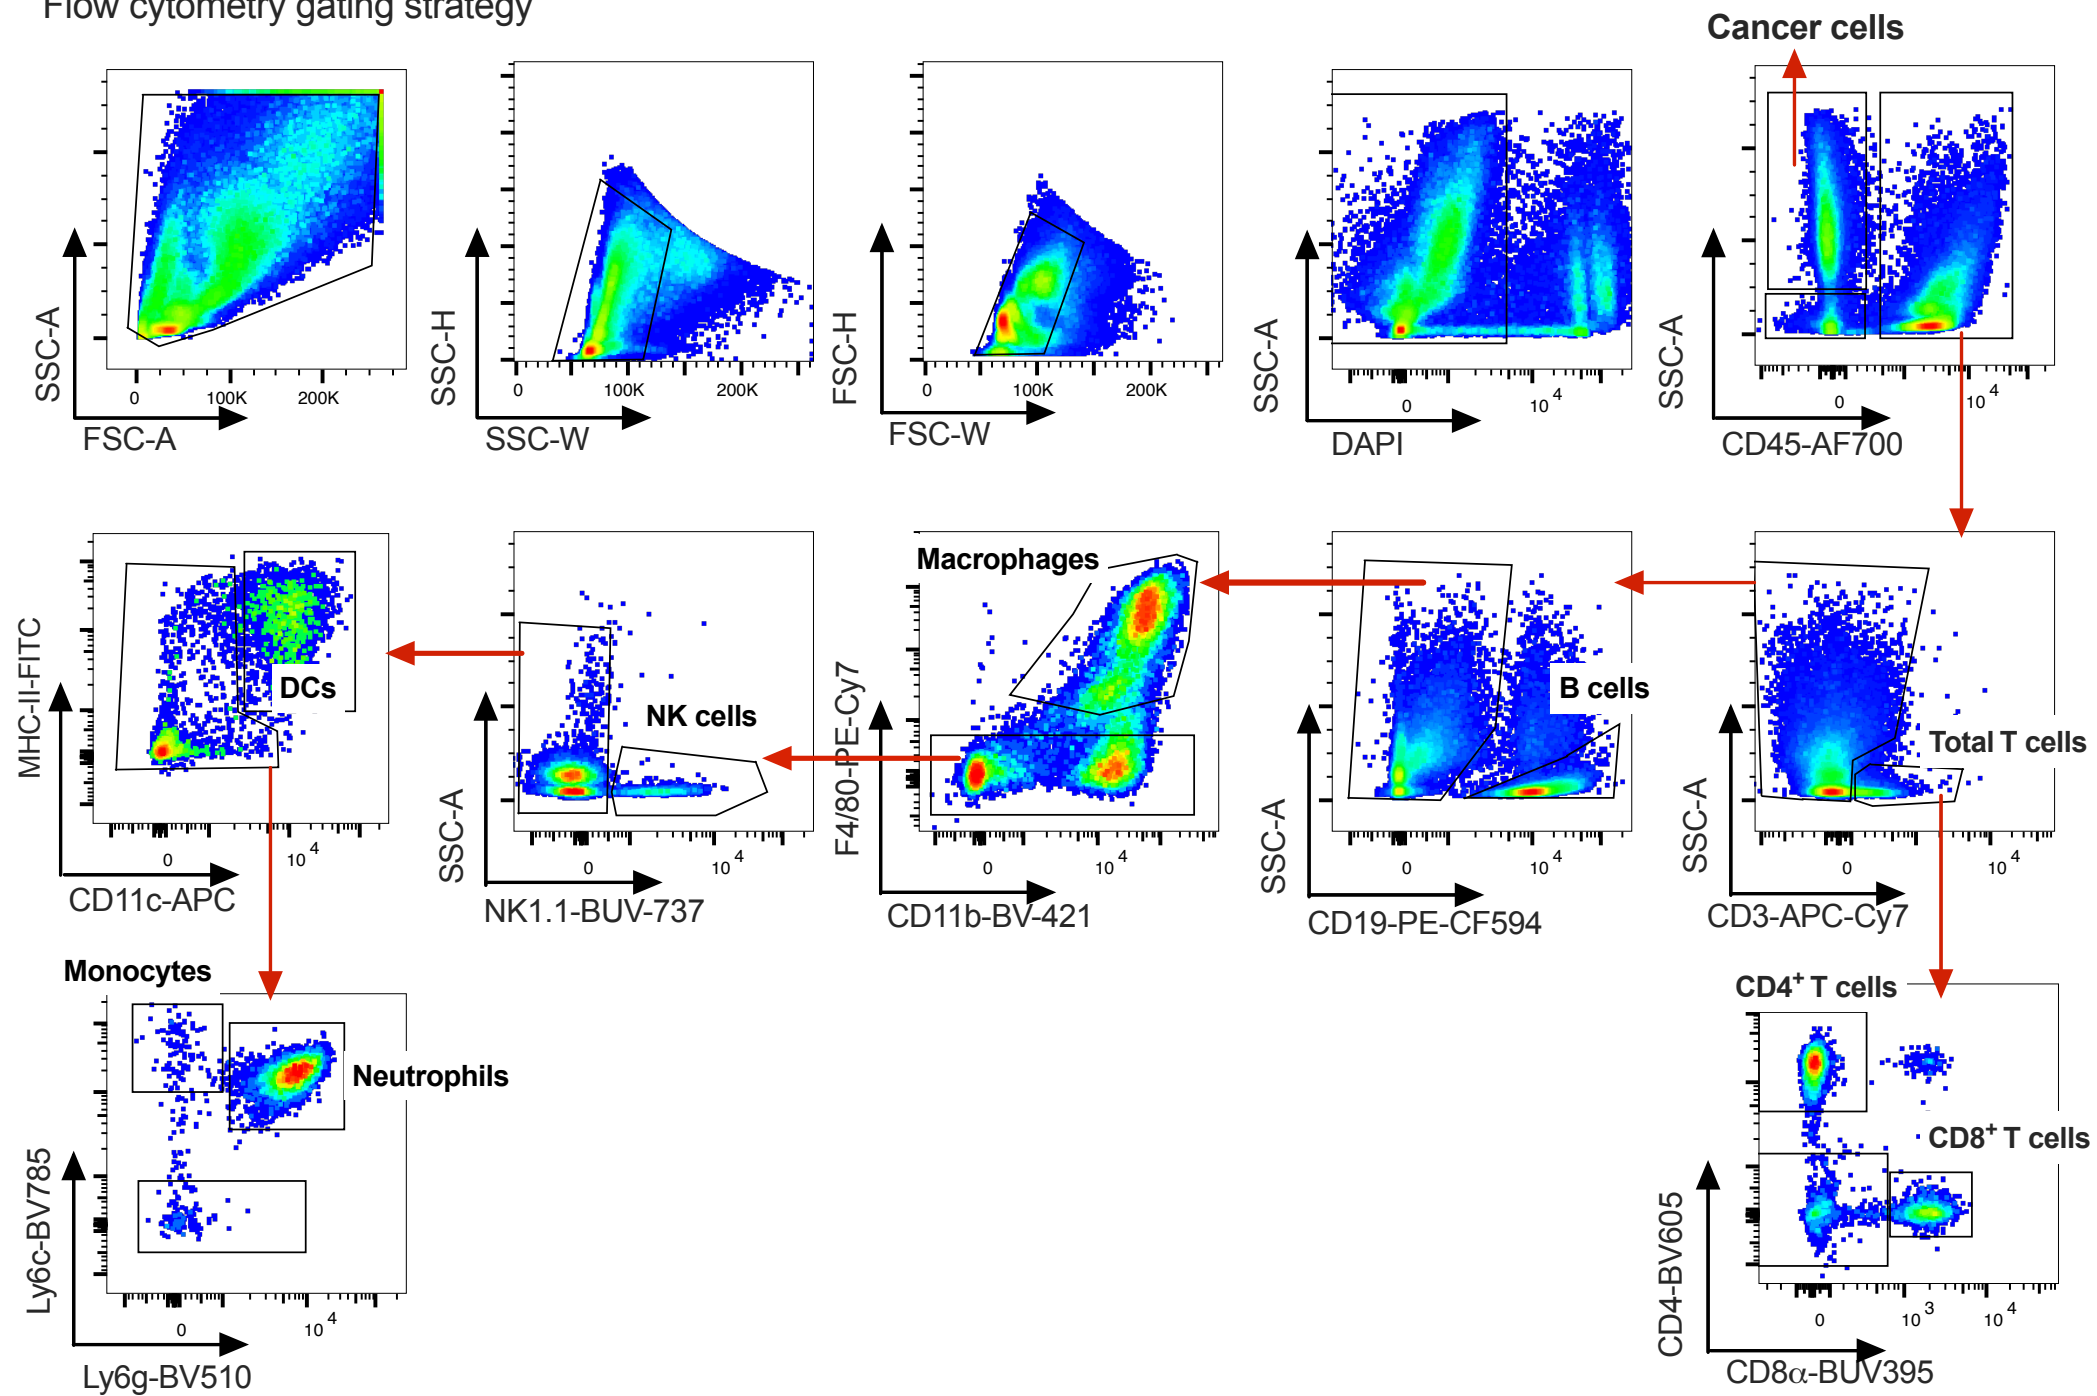 Flow cytometry gating strategy
Cancer cells
SSC-A
0 100K 200K
FSC-A
SSC-H
0 100K 200K
SSC-W
FSC-H
0 100K 200K
FSC-W
SSC-A
0 10 4
DAPI
SSC-A
0 10 4
CD45-AF700
MHC-II-FITC
DCs
0 10 4
CD11c-APC
SSC-A
NK cells
0 10 4
NK1.1-BUV-737
Macrophages
F4/80-PE-Cy7
0 10 4
CD11b-BV-421
B cells
SSC-A
0 10 4
CD19-PE-CF594
Total T cells
SSC-A
0 10 4
CD3-APC-Cy7
Monocytes
Neutrophils
Ly6c-BV785
0 10 4
Ly6g-BV510
CD4+ T cells
CD8+ T cells
CD4-BV605
0 10 3 10 4
CD8α-BUV395